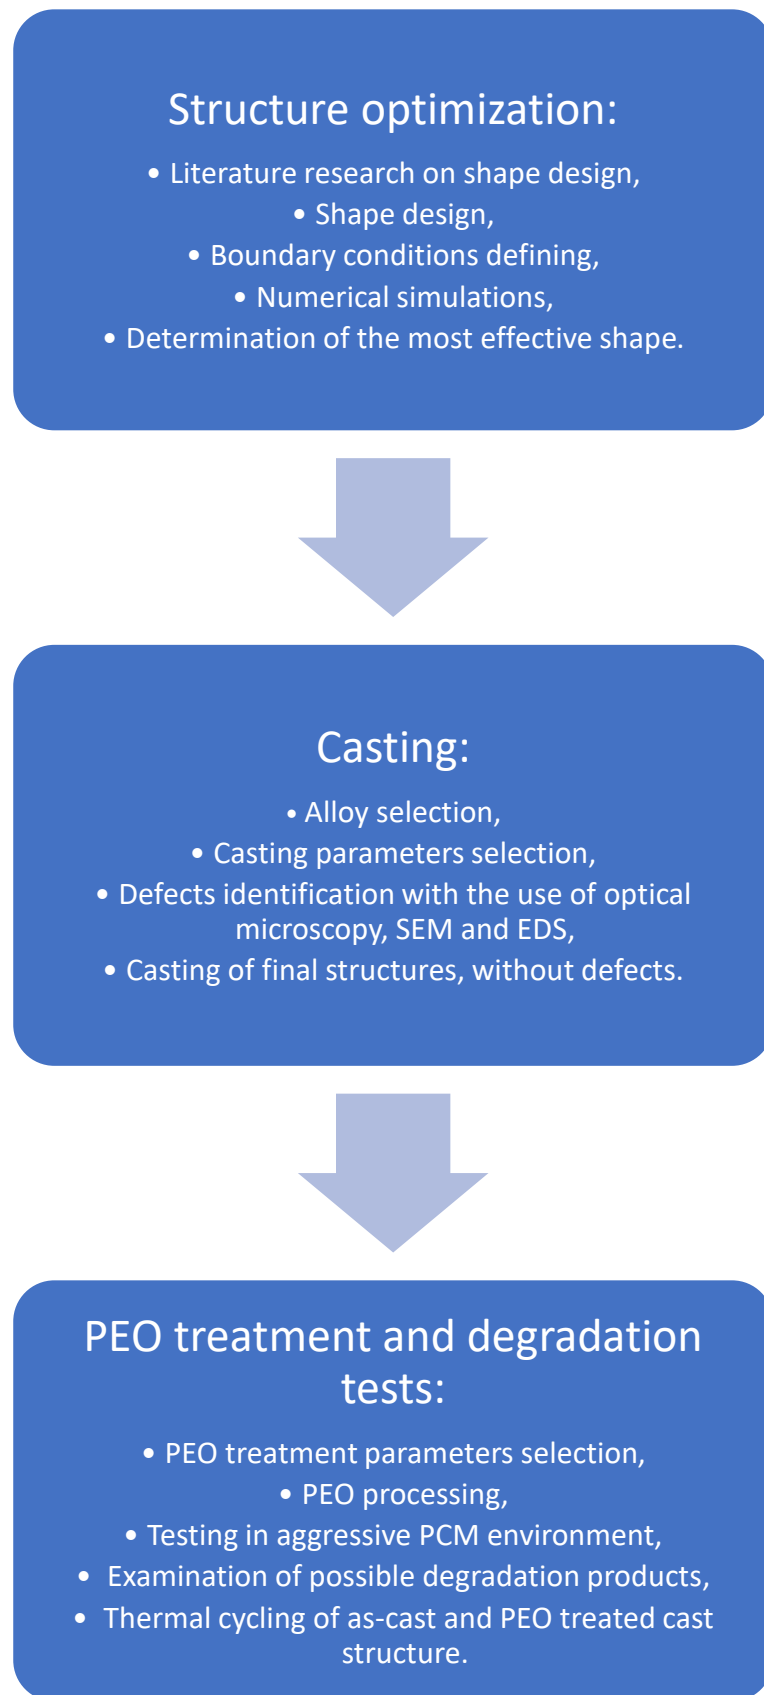 Structure optimization:
• Literature research on shape design,
• Shape design,
• Boundary conditions defining,
• Numerical simulations,
• Determination of the most effective shape.
Casting:
• Alloy selection,
• Casting parameters selection,
• Defects identification with the use of optical
microscopy, SEM and EDS,
• Casting of final structures, without defects.
PEO treatment and degradation
tests:
• PEO treatment parameters selection,
• PEO processing,
• Testing in aggressive PCM environment,
• Examination of possible degradation products,
• Thermal cycling of as-cast and PEO treated cast
structure.